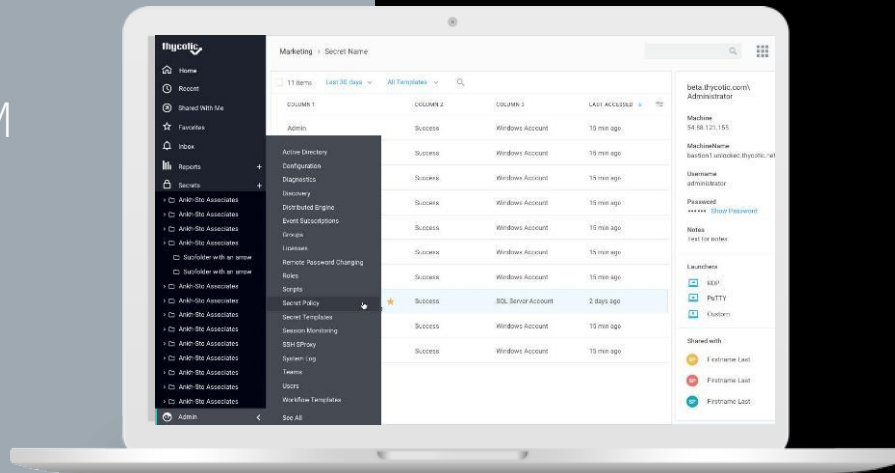 M
thycotic
Home
Recent
Shared With Me
Favorites
Inbox
Reports +
Secrets +
Ankh-Sto Associates
Ankh-Sto Associates
Ankh-Sto Associates
Ankh-Sto Associates
Subfolder with an arrow
Subfolder with an arrow
Ankh-Sto Associates
Ankh-Sto Associates
Ankh-Sto Associates
Ankh-Sto Associates
Ankh-Sto Associates
Ankh-Sto Associates
Ankh-Sto Associates
Ankh-Sto Associates
Ankh-Sto Associates
Admin <
Active Directory
Configuration
Diagnostics
Discovery
Distributed Engine
Event Subscriptions
Groups
Licenses
Remote Password Changing
Roles
Scripts
Secret Policy
Secret Templates
Session Monitoring
SSH SProxy
System Log
Teams
Users
Workflow Templates
See All
Marketing > Secret Name
11 items Last 30 days All Templates
COLUMN 1 COLUMN 2 COLUMN 3 LAST ACCESSED
Admin Success Windows Account 15 min ago
Success Windows Account 15 min ago
Success Windows Account 15 min ago
Success Windows Account 15 min ago
Success Windows Account 15 min ago
Success Windows Account 15 min ago
Success Windows Account 15 min ago
Success SQL Server Account 2 days ago
Success Windows Account 15 min ago
Success Windows Account 15 min ago
beta.thycotic.com\
Administrator
Machine
54.58.121.155
MachineName
bastion1.unlocked.thycotic.net
Username
administrator
Password
•••••• Show Password
Notes
Text for notes
Launchers
RDP
PuTTY
Custom
Shared with
Firstname Last
Firstname Last
Firstname Last